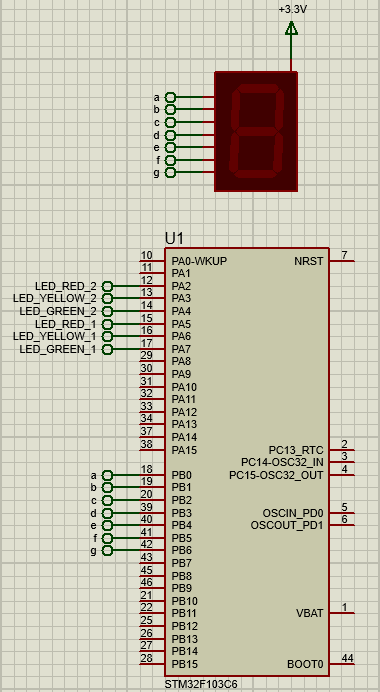 +3.3V
a
b
c
d
e
f
g
U1
10 PA0-WKUP NRST 7
11 PA1
LED_RED_2 12 PA2
LED_YELLOW_2 13 PA3
LED_GREEN_2 14 PA4
LED_RED_1 15 PA5
LED_YELLOW_1 16 PA6
LED_GREEN_1 17 PA7
29 PA8
30 PA9
31 PA10
32 PA11
33 PA12
34 PA13
37 PA14
38 PA15 PC13_RTC 2
PC14-OSC32_IN 3
a 18 PB0 PC15-OSC32_OUT 4
b 19 PB1
c 20 PB2
d 39 PB3 OSCIN_PD0 5
e 40 PB4 OSCOUT_PD1 6
f 41 PB5
g 42 PB6
43 PB7
45 PB8
46 PB9
21 PB10
22 PB11 VBAT 1
25 PB12
26 PB13
27 PB14
28 PB15 BOOT0 44
STM32F103C6